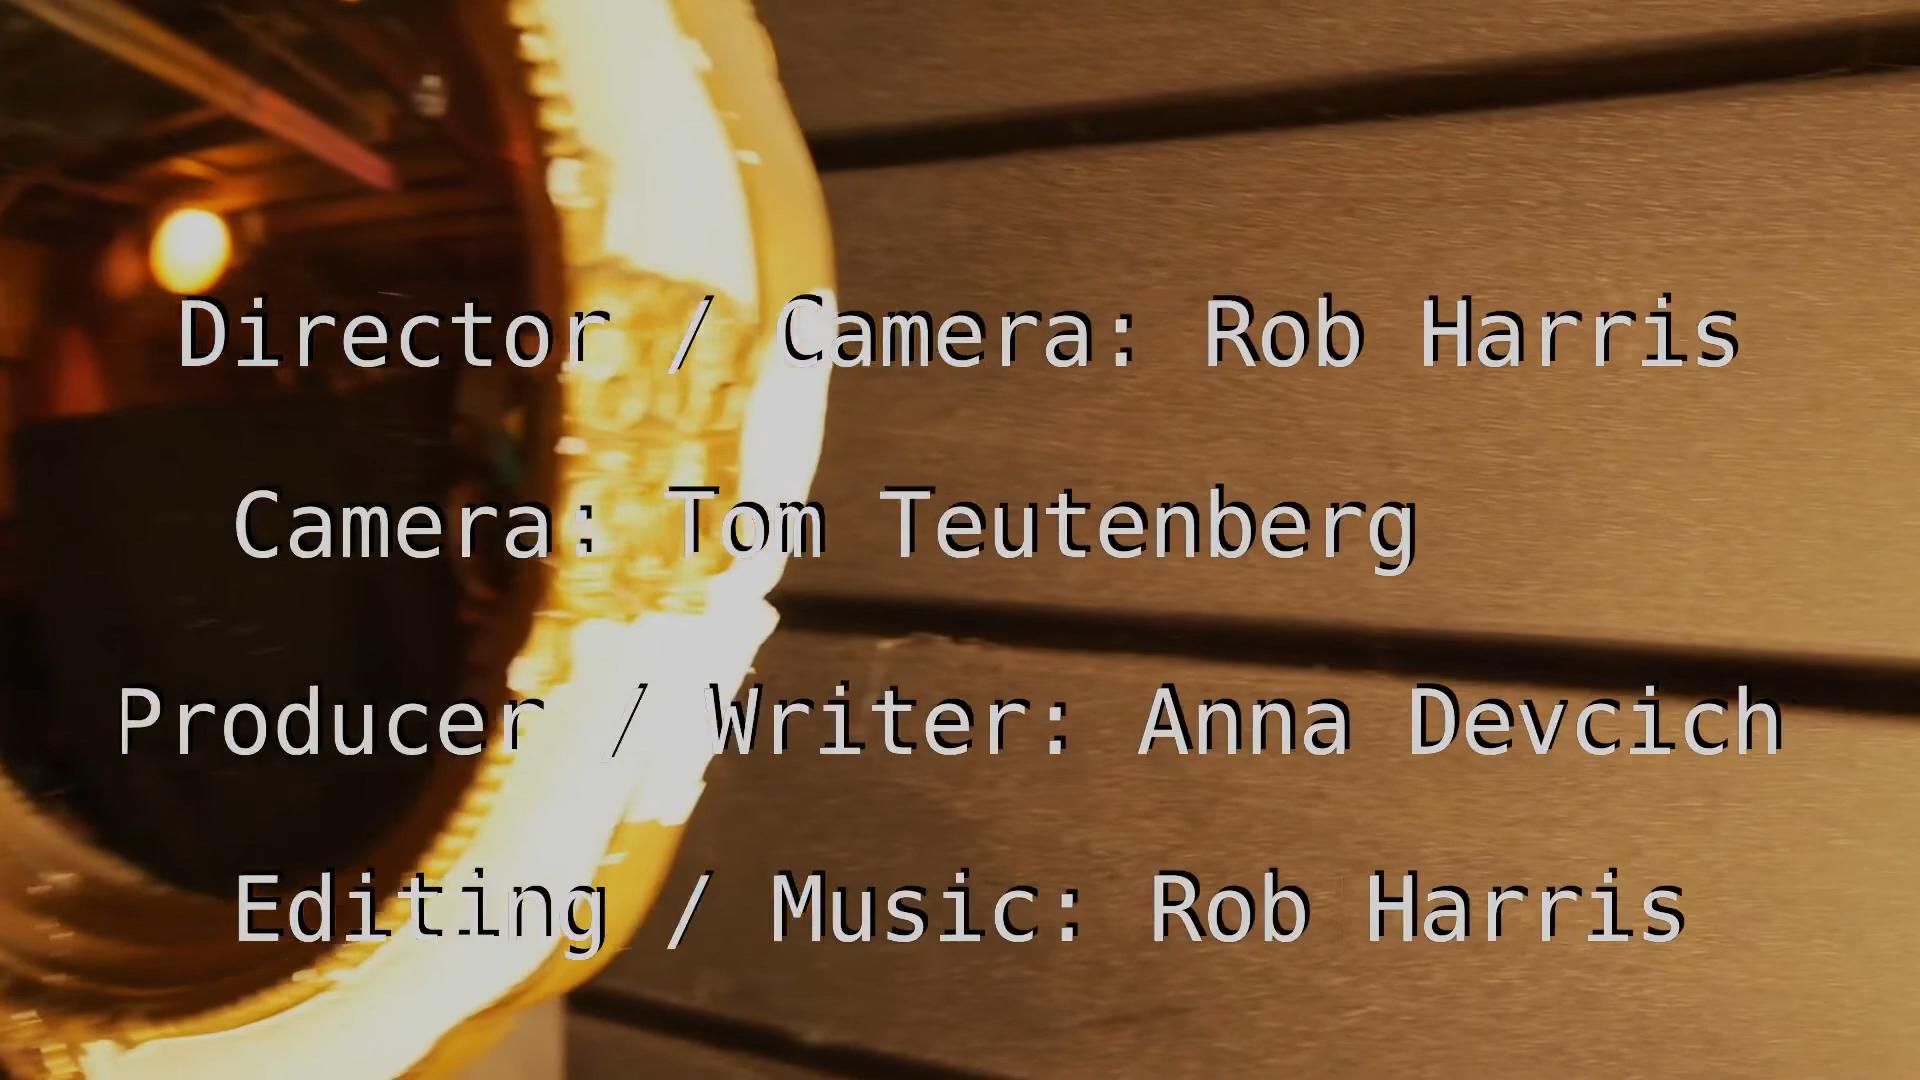 Director / Camera: Rob Harris
Camera: Tom Teutenberg
Producer / Writer: Anna Devcich
Editing / Music: Rob Harris